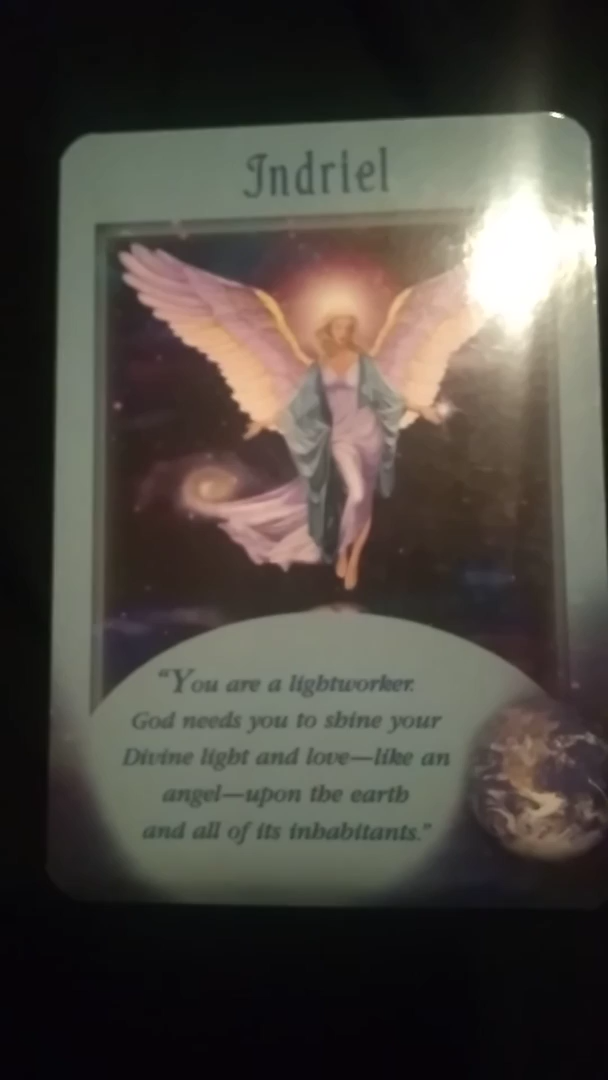 Indriel
"You are a lightworker.
God needs you to shine your
Divine light and love—like an
angel—upon the earth
and all of its inhabitants."